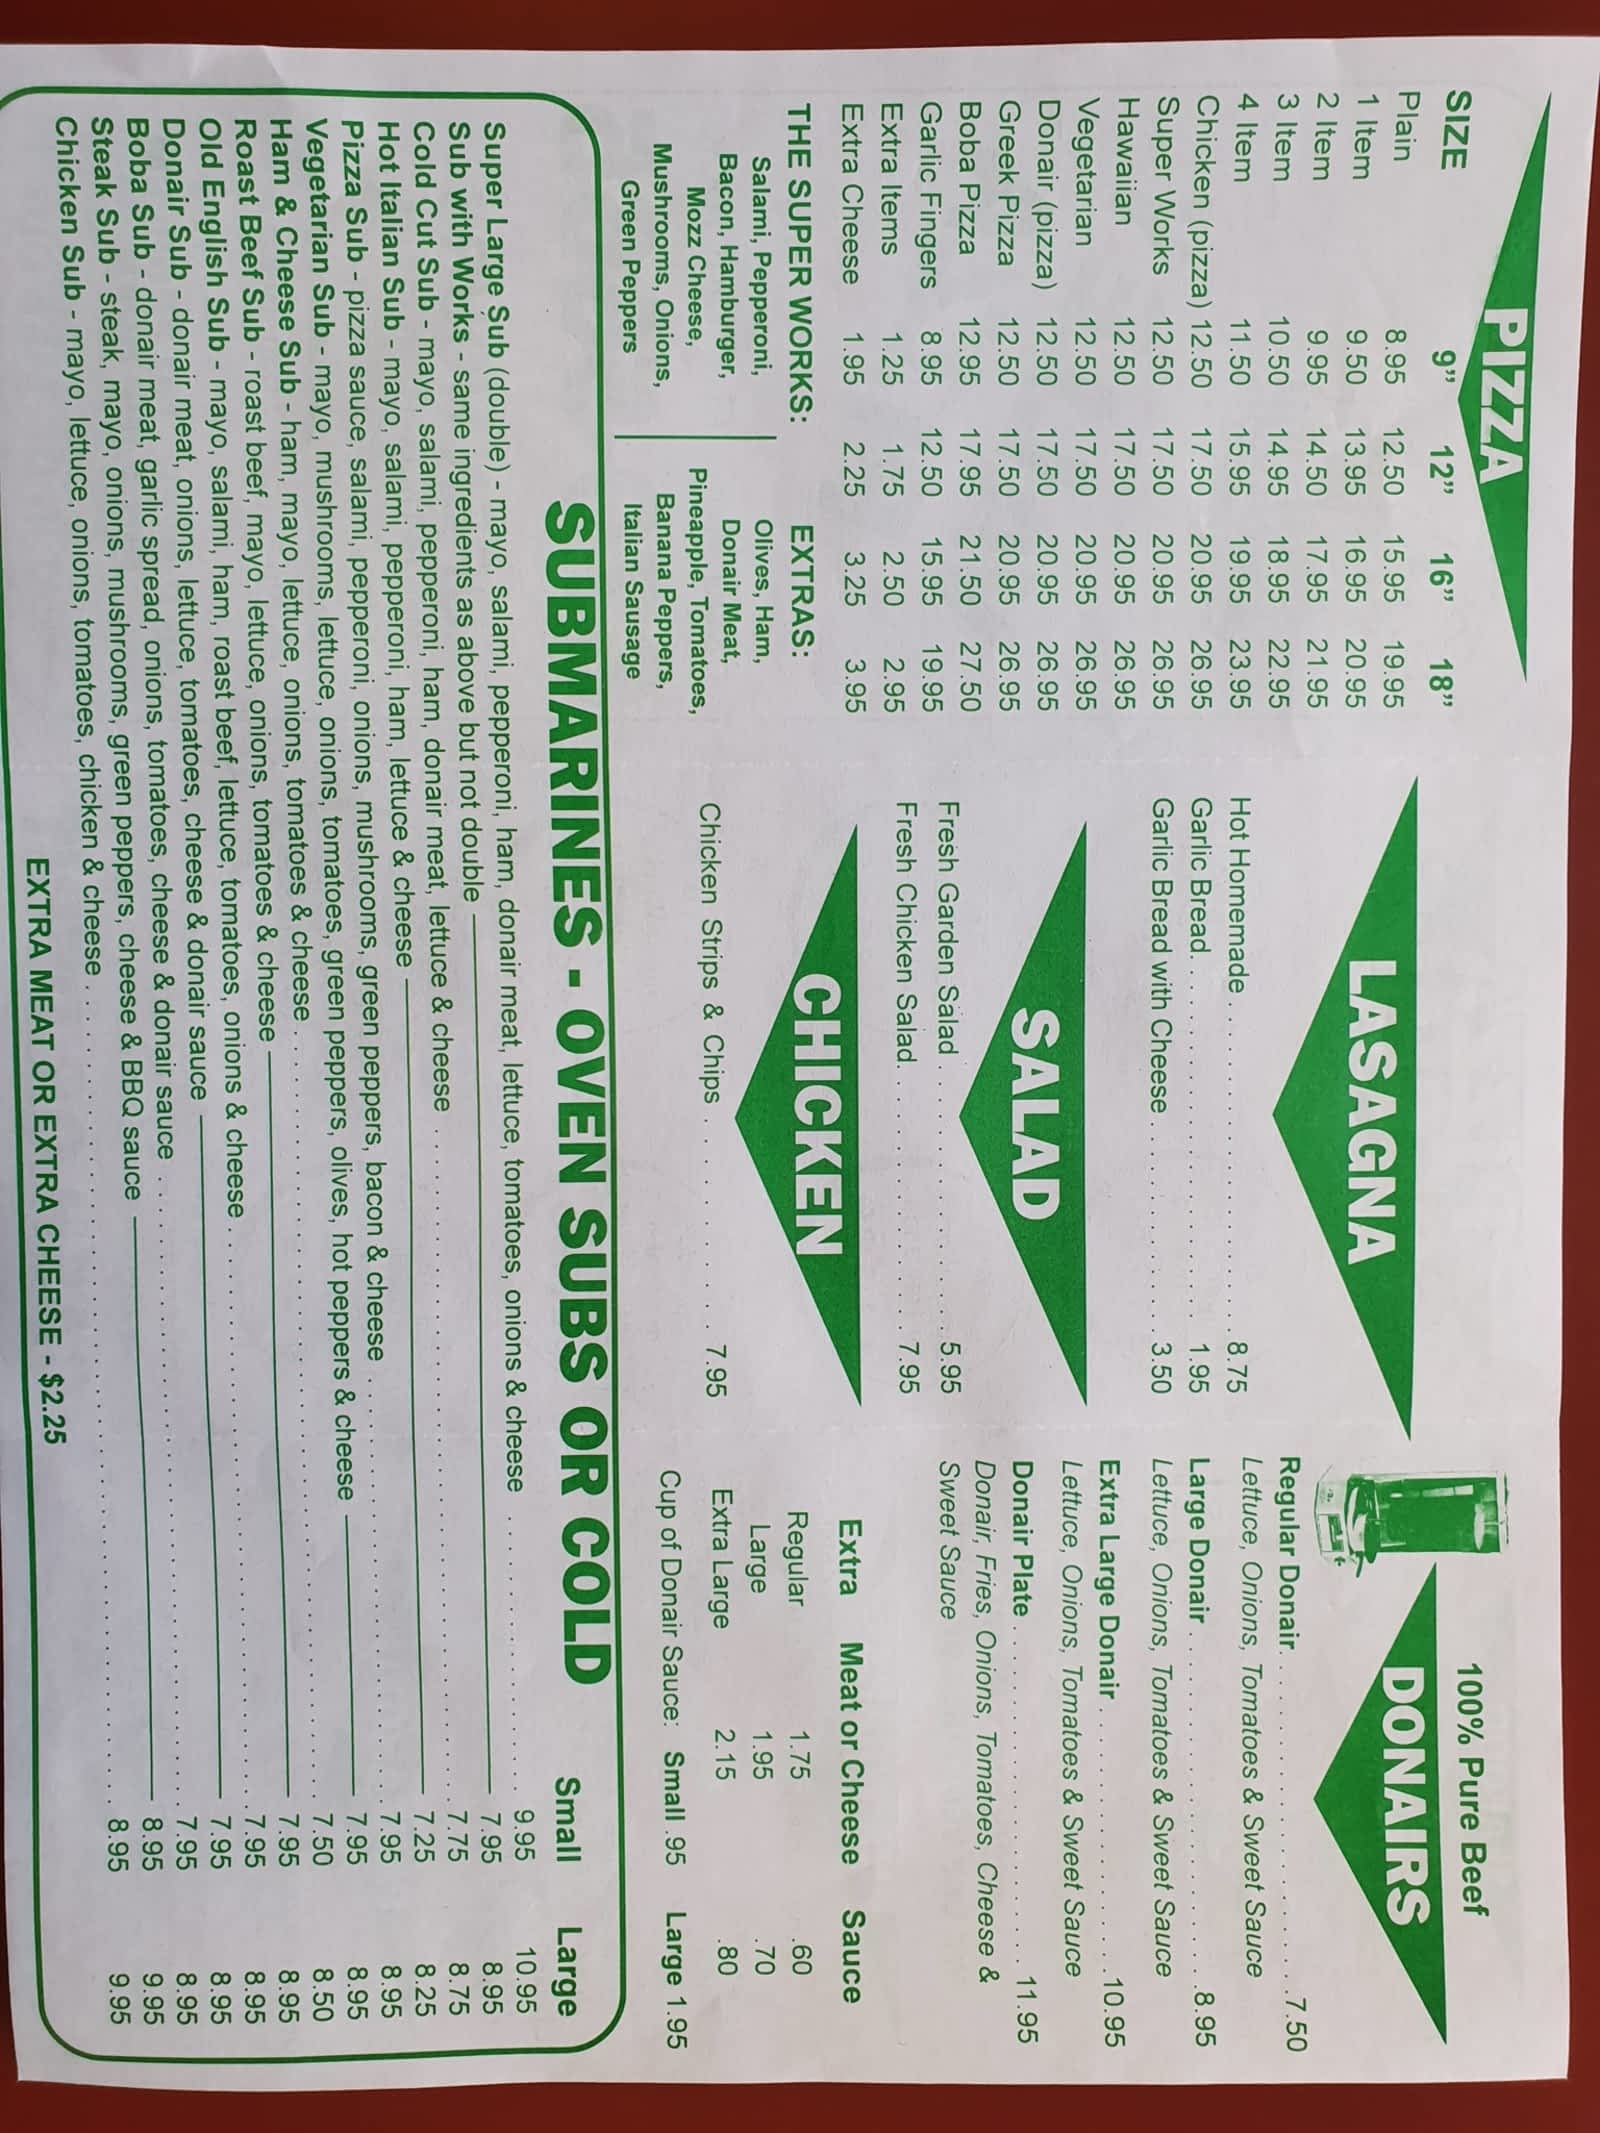 PIZZA
SIZE 9” 12” 16” 18”
Plain 8.95 12.50 15.95 19.95
1 Item 9.50 13.95 16.95 20.95
2 Item 9.95 14.50 17.95 21.95
3 Item 10.50 14.95 18.95 22.95
4 Item 11.50 15.95 19.95 23.95
Chicken (pizza) 12.50 17.50 20.95 26.95
Super Works 12.50 17.50 20.95 26.95
Hawaiian 12.50 17.50 20.95 26.95
Vegetarian 12.50 17.50 20.95 26.95
Donair (pizza) 12.50 17.50 20.95 26.95
Greek Pizza 12.50 17.50 20.95 26.95
Boba Pizza 12.95 17.95 21.50 27.50
Garlic Fingers 8.95 12.50 15.95 19.95
Extra Items 1.25 1.75 2.50 2.95
Extra Cheese 1.95 2.25 3.25 3.95
THE SUPER WORKS:
Salami, Pepperoni,
Bacon, Hamburger,
Mozz Cheese,
Mushrooms, Onions,
Green Peppers
EXTRAS:
Olives, Ham,
Donair Meat,
Pineapple, Tomatoes,
Banana Peppers,
Italian Sausage
LASAGNA
Hot Homemade . . . . . . . . . . 8.75
Garlic Bread. . . . . . . . . . 1.95
Garlic Bread with Cheese . . . . . . . . . . 3.50
SALAD
Fresh Garden Salad . . . . . . . . . . 5.95
Fresh Chicken Salad. . . . . . . . . . 7.95
CHICKEN
Chicken Strips & Chips . . . . . . . . . . 7.95
100% Pure Beef
DONAIRS
Regular Donair. . . . . . . . . . 7.50
Lettuce, Onions, Tomatoes & Sweet Sauce
Large Donair . . . . . . . . . . 8.95
Lettuce, Onions, Tomatoes & Sweet Sauce
Extra Large Donair . . . . . . . . . . 10.95
Lettuce, Onions, Tomatoes & Sweet Sauce
Donair Plate . . . . . . . . . . 11.95
Donair, Fries, Onions, Tomatoes, Cheese &
Sweet Sauce
Extra Meat or Cheese Sauce
Regular 1.75 .60
Large 1.95 .70
Extra Large 2.15 .80
Cup of Donair Sauce: Small .95 Large 1.95
SUBMARINES - OVEN SUBS OR COLD Small Large
Super Large Sub (double) - mayo, salami, pepperoni, ham, donair meat, lettuce, tomatoes, onions & cheese . . . . . . . . . . 9.95 10.95
Sub with Works - same ingredients as above but not double 7.95 8.95
Cold Cut Sub - mayo, salami, pepperoni, ham, donair meat, lettuce & cheese . . . . . . . . . . 7.75 8.75
Hot Italian Sub - mayo, salami, pepperoni, ham, lettuce & cheese 7.25 8.25
Pizza Sub - pizza sauce, salami, pepperoni, onions, mushrooms, green peppers, bacon & cheese . . . . . . . . . . 7.95 8.95
Vegetarian Sub - mayo, mushrooms, lettuce, onions, tomatoes, green peppers, olives, hot peppers & cheese 7.95 8.95
Ham & Cheese Sub - ham, mayo, lettuce, onions, tomatoes & cheese . . . . . . . . . . 7.50 8.50
Roast Beef Sub - roast beef, mayo, lettuce, onions, tomatoes & cheese 7.95 8.95
Old English Sub - mayo, salami, ham, roast beef, lettuce, tomatoes, onions & cheese . . . . . . . . . . 7.95 8.95
Donair Sub - donair meat, onions, lettuce, tomatoes, cheese & donair sauce 7.95 8.95
Boba Sub - donair meat, garlic spread, onions, tomatoes, cheese & donair sauce . . . . . . . . . . 7.95 8.95
Steak Sub - steak, mayo, onions, mushrooms, green peppers, cheese & BBQ sauce 8.95 9.95
Chicken Sub - mayo, lettuce, onions, tomatoes, chicken & cheese . . . . . . . . . . 8.95 9.95
EXTRA MEAT OR EXTRA CHEESE - $2.25